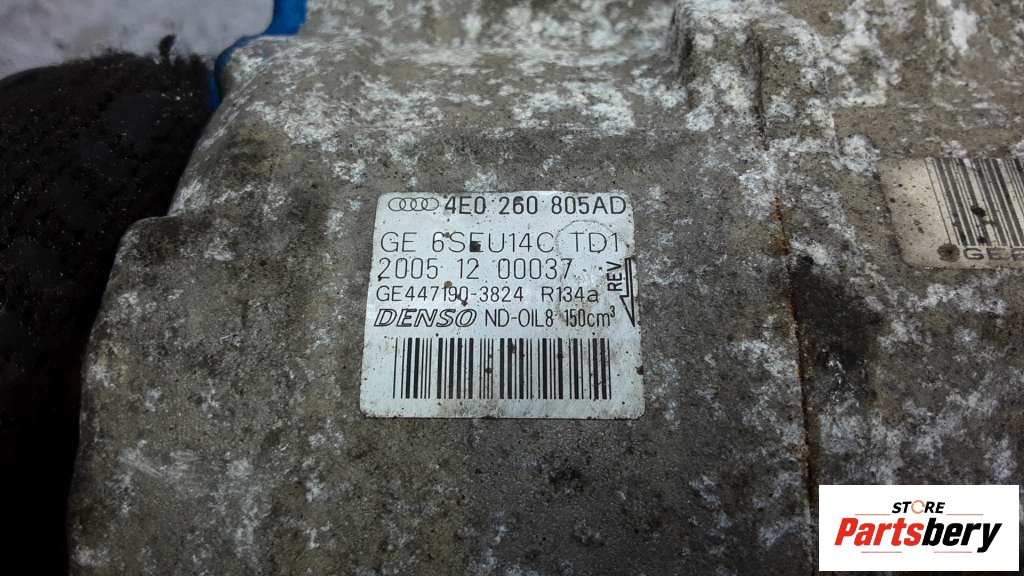 4E0 260 805AD
GE 6SEU14C TD1
2005 12 00037
GE447190-3824 R134a
REV
DENSO ND-OIL8 150cm³
STORE
Partsbery